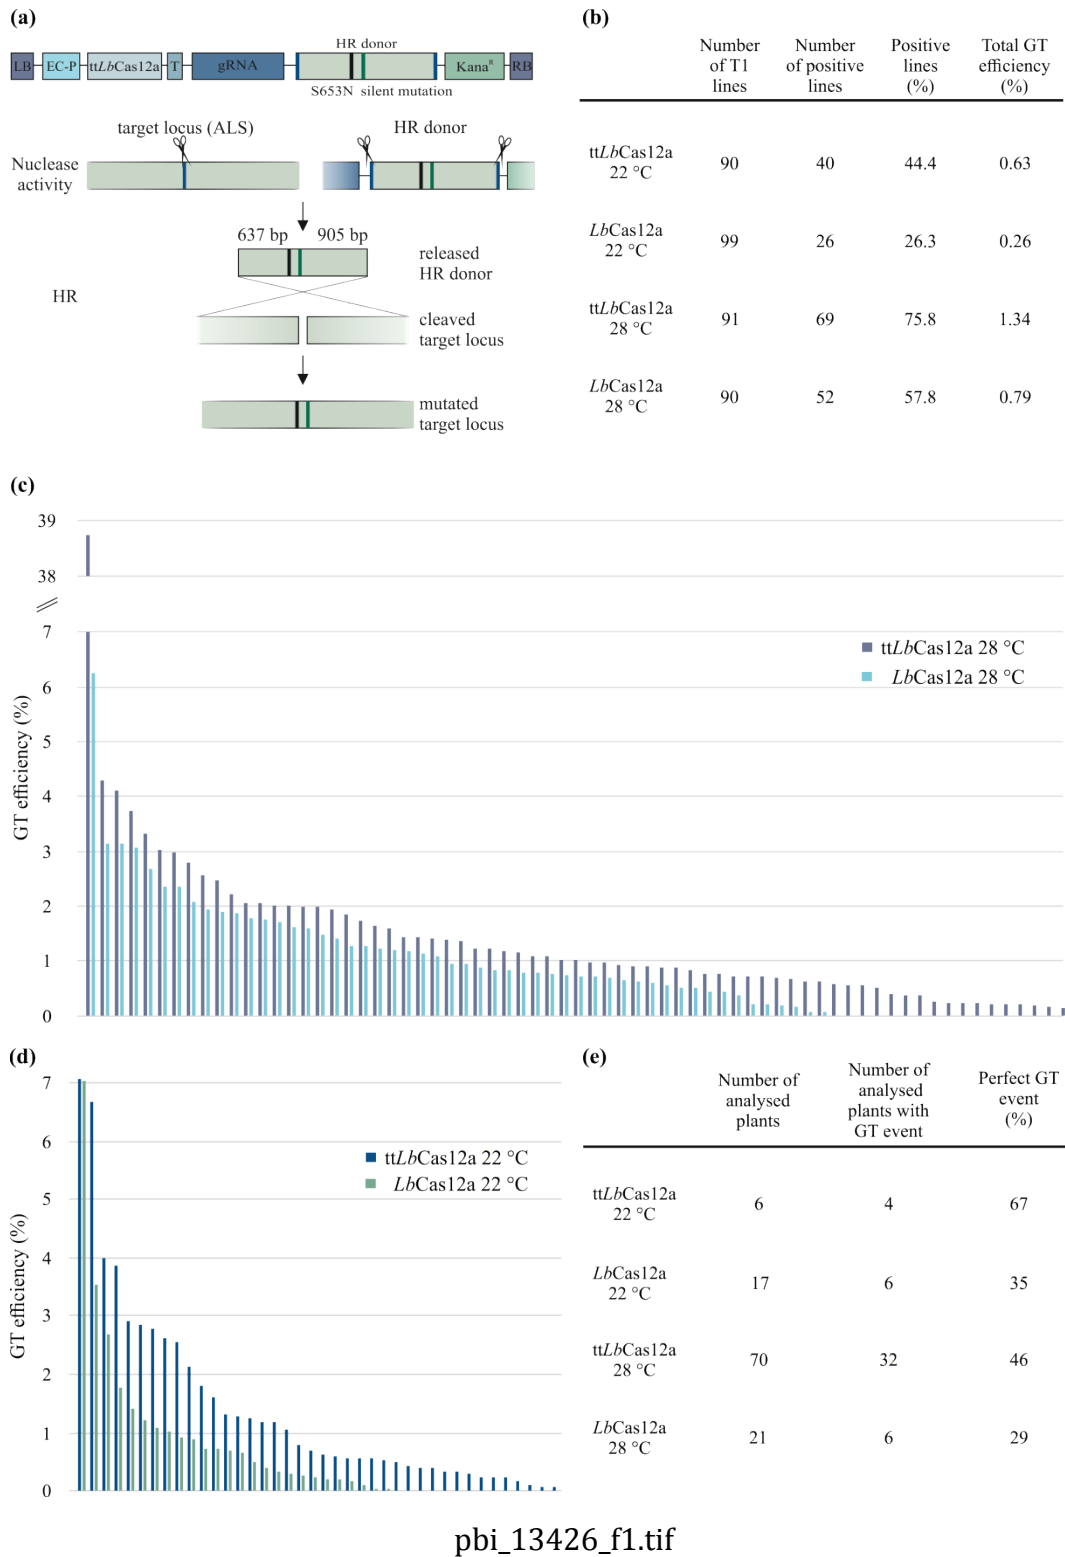 (a)
HR donor
LB EC-P ttLbCas12a T gRNA Kana^R RB
S653N silent mutation
target locus (ALS) HR donor
Nuclease
activity
637 bp 905 bp
released
HR donor
HR
cleaved
target locus
mutated
target locus
(b)
Number
of T1
lines
Number
of positive
lines
Positive
lines
(%)
Total GT
efficiency
(%)
ttLbCas12a
22 °C
90 40 44.4 0.63
LbCas12a
22 °C
99 26 26.3 0.26
ttLbCas12a
28 °C
91 69 75.8 1.34
LbCas12a
28 °C
90 52 57.8 0.79
(c)
39
38
7
6
5
4
3
2
1
0
GT efficiency (%)
ttLbCas12a 28 °C
LbCas12a 28 °C
(d)
7
6
5
4
3
2
1
0
GT efficiency (%)
ttLbCas12a 22 °C
LbCas12a 22 °C
(e)
Number of
analysed
plants
Number of
analysed
plants with
GT event
Perfect GT
event
(%)
ttLbCas12a
22 °C
6 4 67
LbCas12a
22 °C
17 6 35
ttLbCas12a
28 °C
70 32 46
LbCas12a
28 °C
21 6 29
pbi_13426_f1.tif